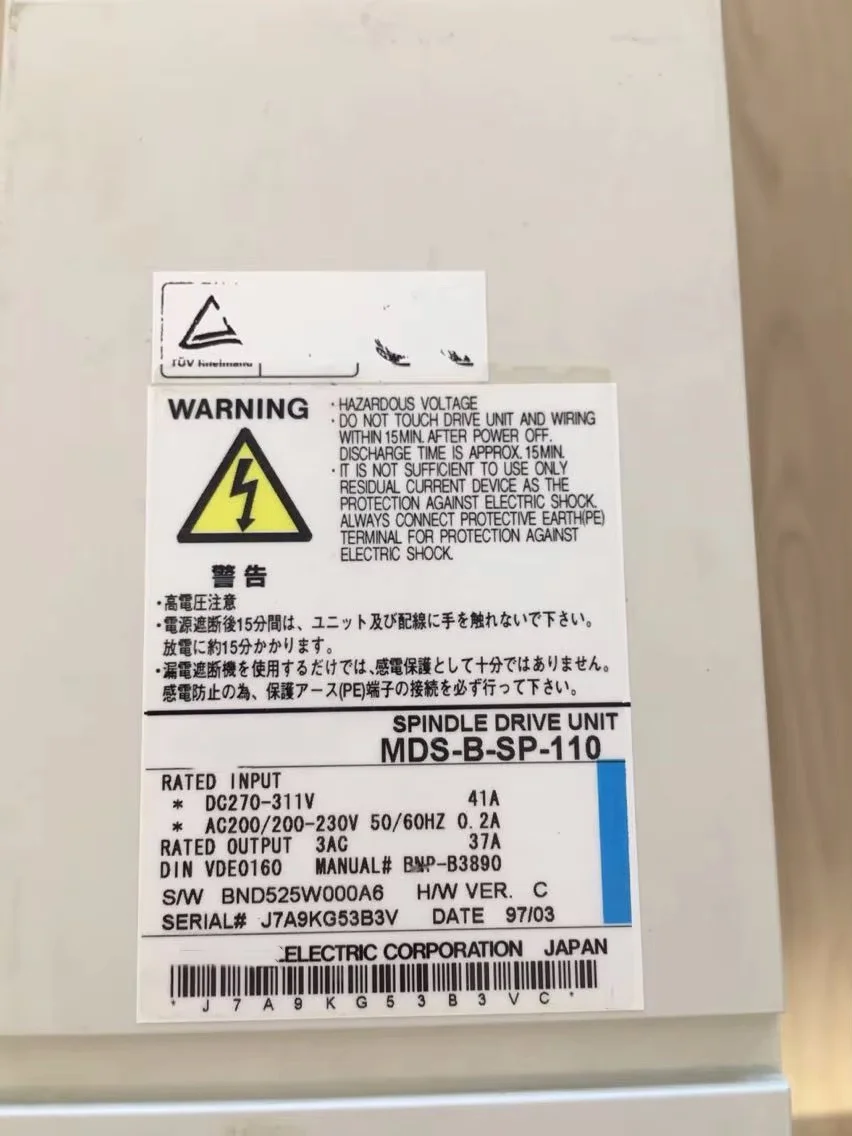 TÜV Rheinland
WARNING
・HAZARDOUS VOLTAGE
・DO NOT TOUCH DRIVE UNIT AND WIRING
WITHIN 15MIN. AFTER POWER OFF.
DISCHARGE TIME IS APPROX. 15MIN.
・IT IS NOT SUFFICIENT TO USE ONLY
RESIDUAL CURRENT DEVICE AS THE
PROTECTION AGAINST ELECTRIC SHOCK.
ALWAYS CONNECT PROTECTIVE EARTH(PE)
TERMINAL FOR PROTECTION AGAINST
ELECTRIC SHOCK.
警告
・高電圧注意
・電源遮断後15分間は、ユニット及び配線に手を触れないで下さい。
放電に約15分かかります。
・漏電遮断機を使用するだけでは、感電保護として十分ではありません。
感電防止の為、保護アース(PE)端子の接続を必ず行って下さい。
SPINDLE DRIVE UNIT
MDS-B-SP-110
RATED INPUT
* DC270-311V 41A
* AC200/200-230V 50/60HZ 0.2A
RATED OUTPUT 3AC 37A
DIN VDE0160 MANUAL# BNP-B3890
S/W BND525W000A6 H/W VER. C
SERIAL# J7A9KG53B3V DATE 97/03
ELECTRIC CORPORATION JAPAN
* J 7 A 9 K G 5 3 B 3 V C *